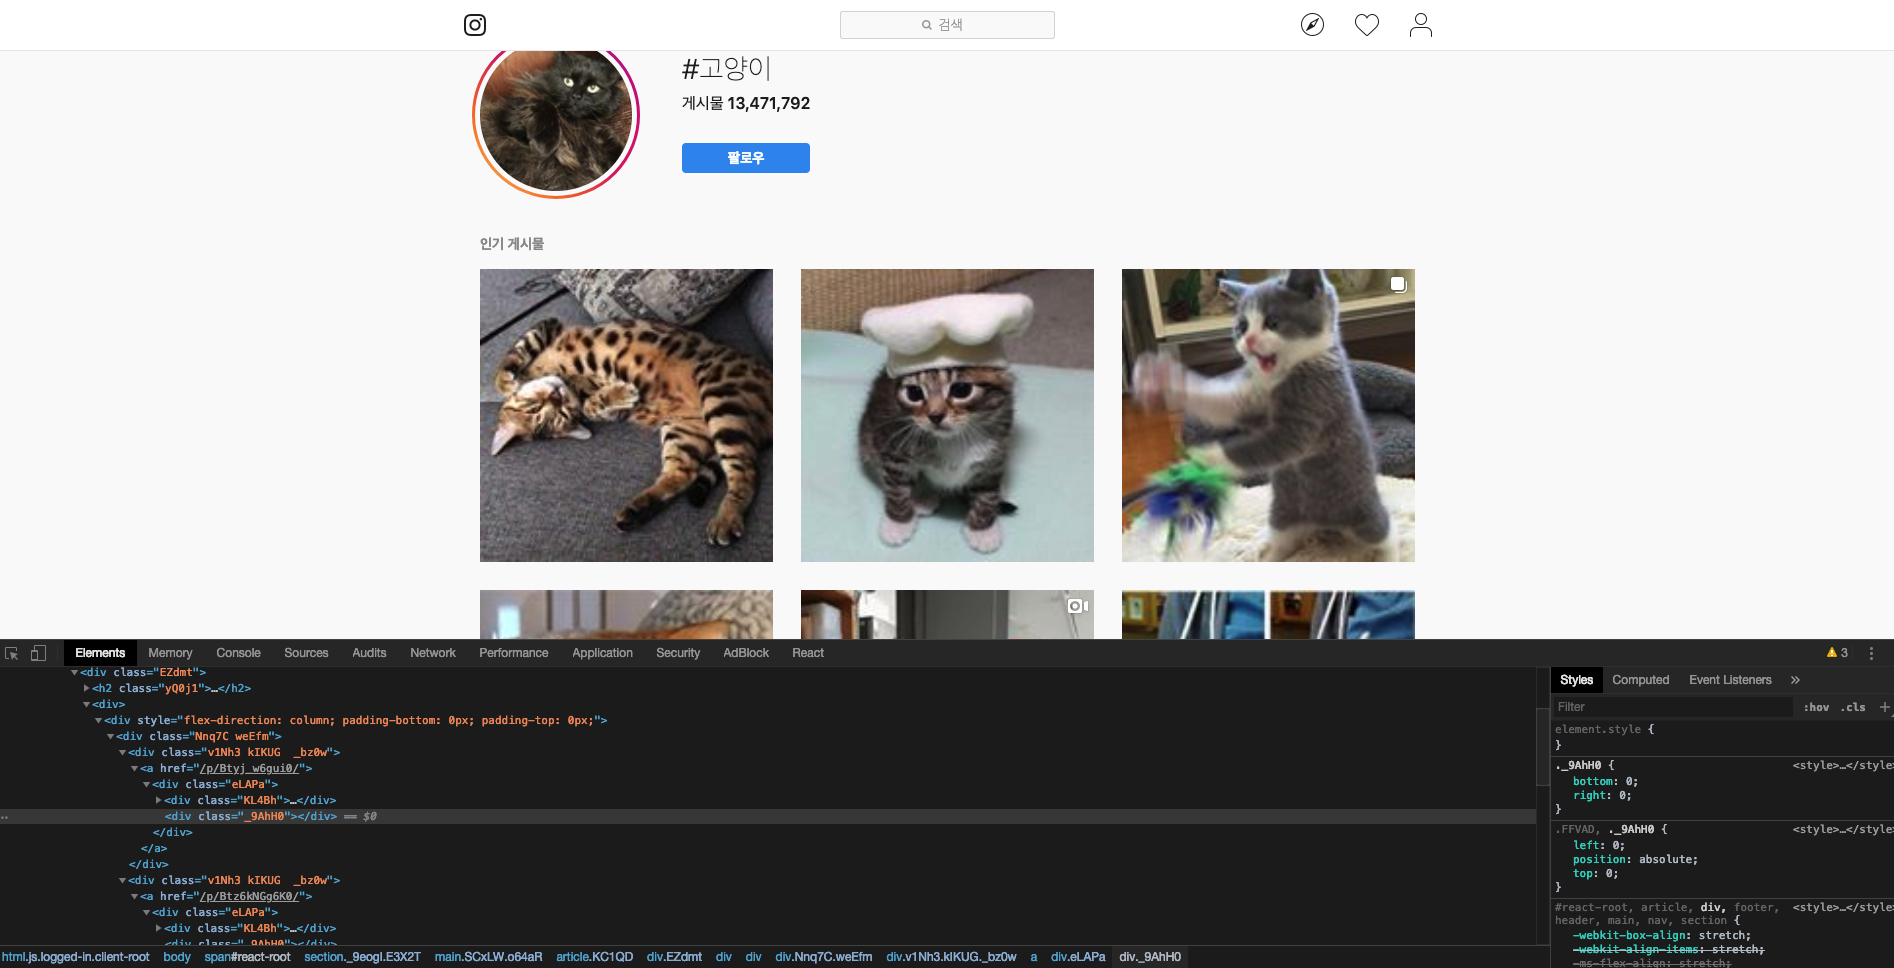 검색
#고양이
게시물 13,471,792
팔로우
인기 게시물
Elements Memory Console Sources Audits Network Performance Application Security AdBlock React 3
<div class="EZdmt">
<h2 class="yQ0j1">…</h2>
<div>
<div style="flex-direction: column; padding-bottom: 0px; padding-top: 0px;">
<div class="Nnq7C weEfm">
<div class="v1Nh3 kIKUG _bz0w">
<a href="/p/Btyj_w6gui0/">
<div class="eLAPa">
<div class="KL4Bh">…</div>
<div class="_9AhH0"></div> == $0
</div>
</a>
</div>
<div class="v1Nh3 kIKUG _bz0w">
<a href="/p/Btz6kNGg6K0/">
<div class="eLAPa">
<div class="KL4Bh">…</div>
<div class="_9AhH0"></div>
html.js.logged-in.client-root body span#react-root section._9eogI.E3X2T main.SCxLW.o64aR article.KC1QD div.EZdmt div div div.Nnq7C.weEfm div.v1Nh3.kIKUG._bz0w a div.eLAPa div._9AhH0
Styles Computed Event Listeners »
Filter :hov .cls +
element.style {
}
._9AhH0 { <style>…</style>
bottom: 0;
right: 0;
}
.FFVAD, ._9AhH0 { <style>…</style>
left: 0;
position: absolute;
top: 0;
}
#react-root, article, div, footer, <style>…</style>
header, main, nav, section {
-webkit-box-align: stretch;
-webkit-align-items: stretch;
-ms-flex-align: stretch;